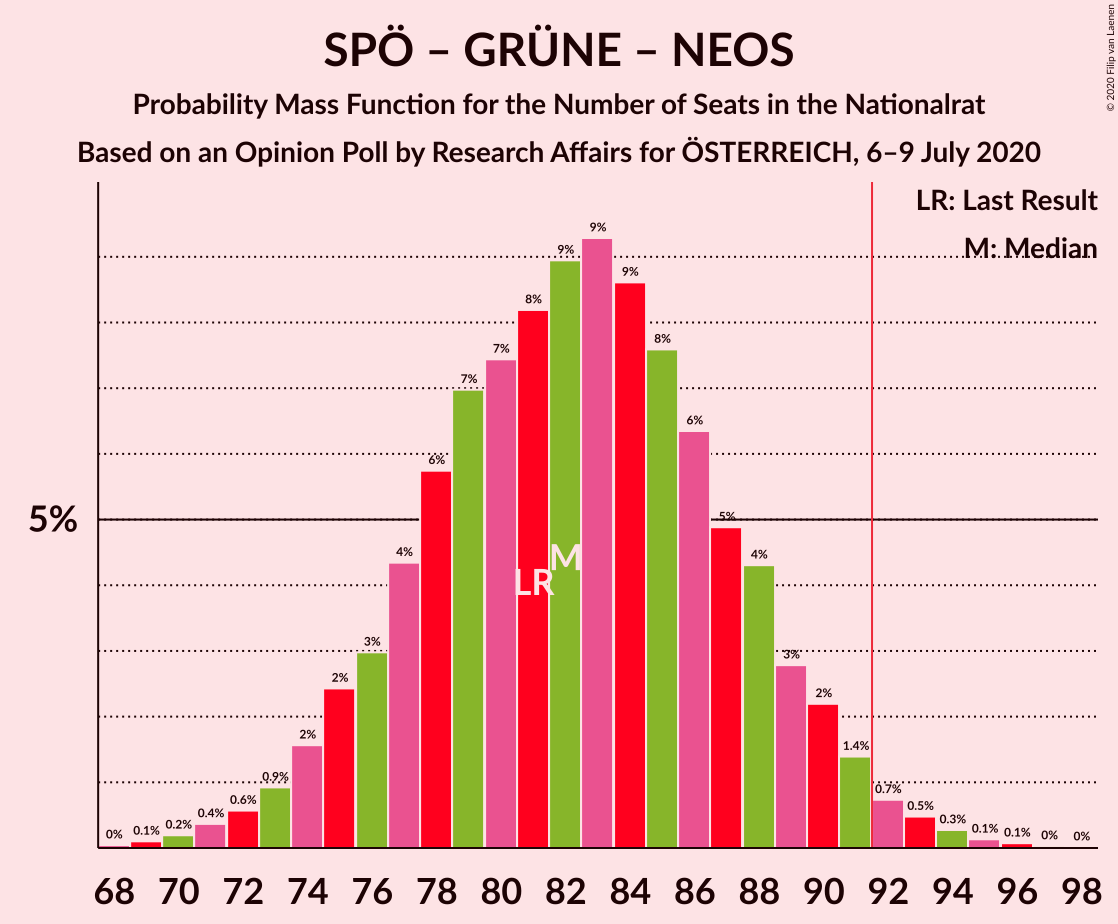 SPÖ – GRÜNE – NEOS
Probability Mass Function for the Number of Seats in the Nationalrat
Based on an Opinion Poll by Research Affairs for ÖSTERREICH, 6–9 July 2020
© 2020 Filip van Laenen
LR: Last Result
M: Median
5%
0% 0.1% 0.2% 0.4% 0.6% 0.9% 2% 2% 3% 4% 6% 7% 7% 8% 9% 9% 9% 8% 6% 5% 4% 3% 2% 1.4% 0.7% 0.5% 0.3% 0.1% 0.1% 0% 0%
LR M
68 70 72 74 76 78 80 82 84 86 88 90 92 94 96 98